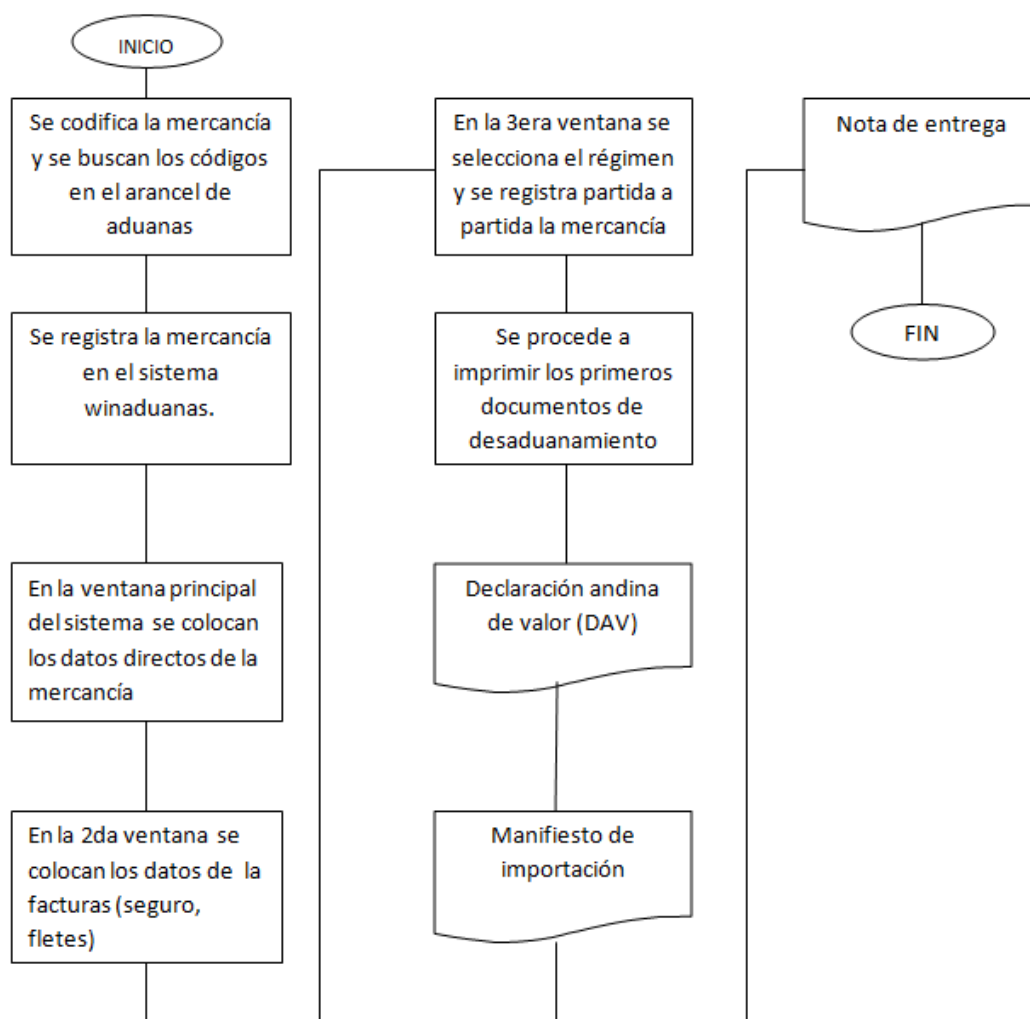 INICIO
Se codifica la mercancía
y se buscan los códigos
en el arancel de
aduanas
Se registra la mercancía
en el sistema
winaduanas.
En la ventana principal
del sistema se colocan
los datos directos de la
mercancía
En la 2da ventana se
colocan los datos de la
facturas (seguro,
fletes)
En la 3era ventana se
selecciona el régimen
y se registra partida a
partida la mercancía
Se procede a
imprimir los primeros
documentos de
desaduanamiento
Declaración andina
de valor (DAV)
Manifiesto de
importación
Nota de entrega
FIN